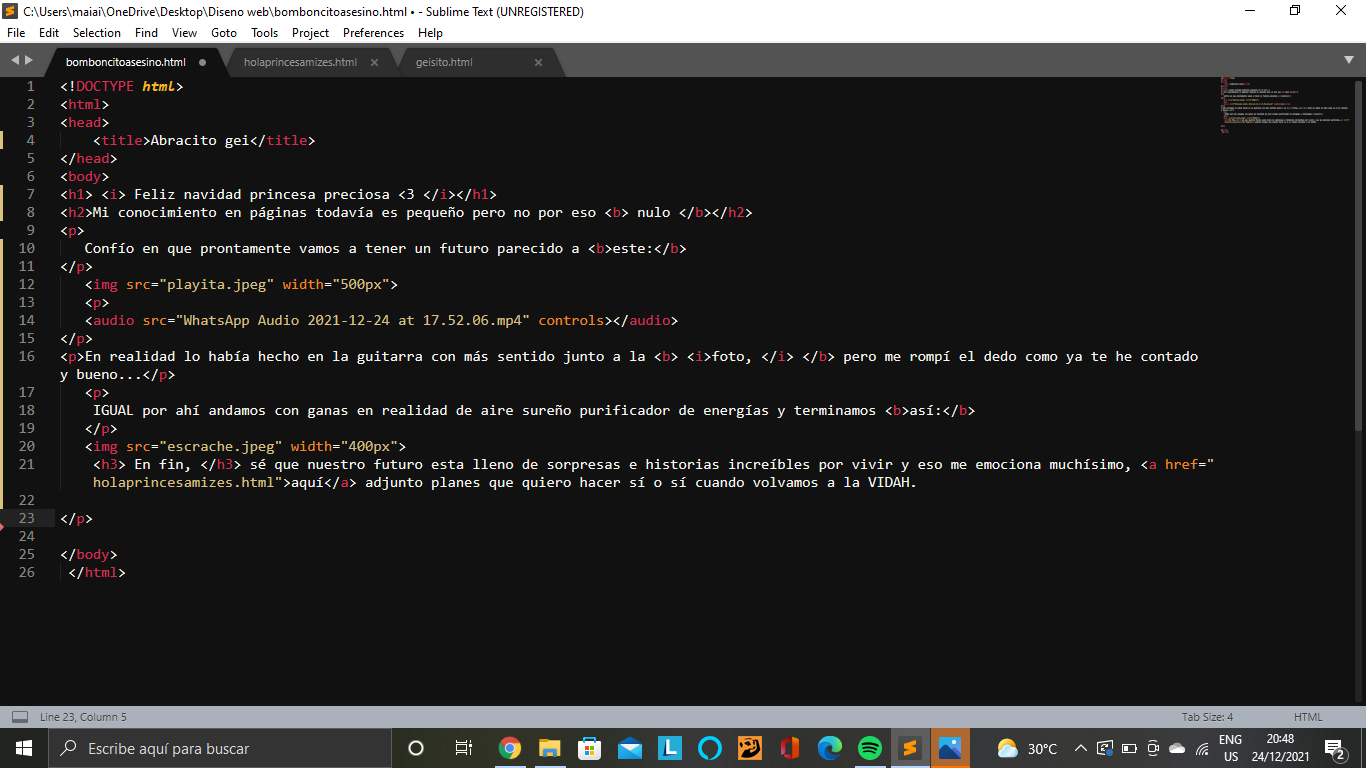 C:\Users\maiai\OneDrive\Desktop\Diseno web\bomboncitoasesino.html • - Sublime Text (UNREGISTERED)
File Edit Selection Find View Goto Tools Project Preferences Help
bomboncitoasesino.html holaprincesamizes.html geisito.html
1 <!DOCTYPE html>
2 <html>
3 <head>
4 <title>Abracito gei</title>
5 </head>
6 <body>
7 <h1> <i> Feliz navidad princesa preciosa <3 </i></h1>
8 <h2>Mi conocimiento en páginas todavía es pequeño pero no por eso <b> nulo </b></h2>
9 <p>
10 Confío en que prontamente vamos a tener un futuro parecido a <b>este:</b>
11 </p>
12 <img src="playita.jpeg" width="500px">
13 <p>
14 <audio src="WhatsApp Audio 2021-12-24 at 17.52.06.mp4" controls></audio>
15 </p>
16 <p>En realidad lo había hecho en la guitarra con más sentido junto a la <b> <i>foto, </i> </b> pero me rompí el dedo como ya te he contado
y bueno...</p>
17 <p>
18 IGUAL por ahí andamos con ganas en realidad de aire sureño purificador de energías y terminamos <b>así:</b>
19 </p>
20 <img src="escrache.jpeg" width="400px">
21 <h3> En fin, </h3> sé que nuestro futuro esta lleno de sorpresas e historias increíbles por vivir y eso me emociona muchísimo, <a href="
holaprincesamizes.html">aquí</a> adjunto planes que quiero hacer sí o sí cuando volvamos a la VIDAH.
22
23 </p>
24
25 </body>
26 </html>
Line 23, Column 5 Tab Size: 4 HTML
Escribe aquí para buscar 30°C ENG 20:48
US 24/12/2021 2